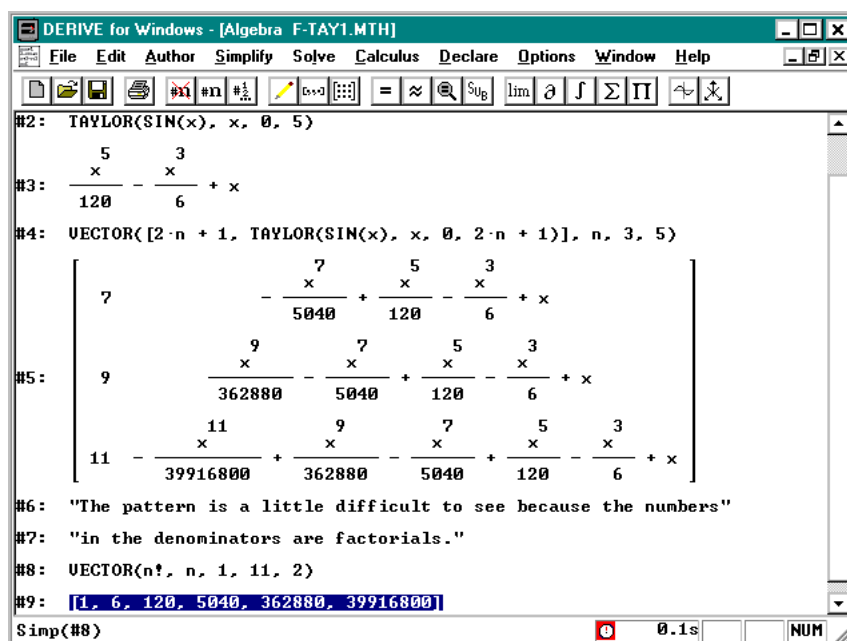 DERIVE for Windows - [Algebra F-TAY1.MTH]
File Edit Author Simplify Solve Calculus Declare Options Window Help
#n #n #½ = ≈ SUB lim ∂ ∫ Σ Π
#2: TAYLOR(SIN(x), x, 0, 5)
#3: x^5/120 - x^3/6 + x
#4: VECTOR([2·n + 1, TAYLOR(SIN(x), x, 0, 2·n + 1)], n, 3, 5)
7 - x^7/5040 + x^5/120 - x^3/6 + x
#5: 9 x^9/362880 - x^7/5040 + x^5/120 - x^3/6 + x
11 - x^11/39916800 + x^9/362880 - x^7/5040 + x^5/120 - x^3/6 + x
#6: "The pattern is a little difficult to see because the numbers"
#7: "in the denominators are factorials."
#8: VECTOR(n!, n, 1, 11, 2)
#9: [1, 6, 120, 5040, 362880, 39916800]
Simp(#8) 0.1s NUM